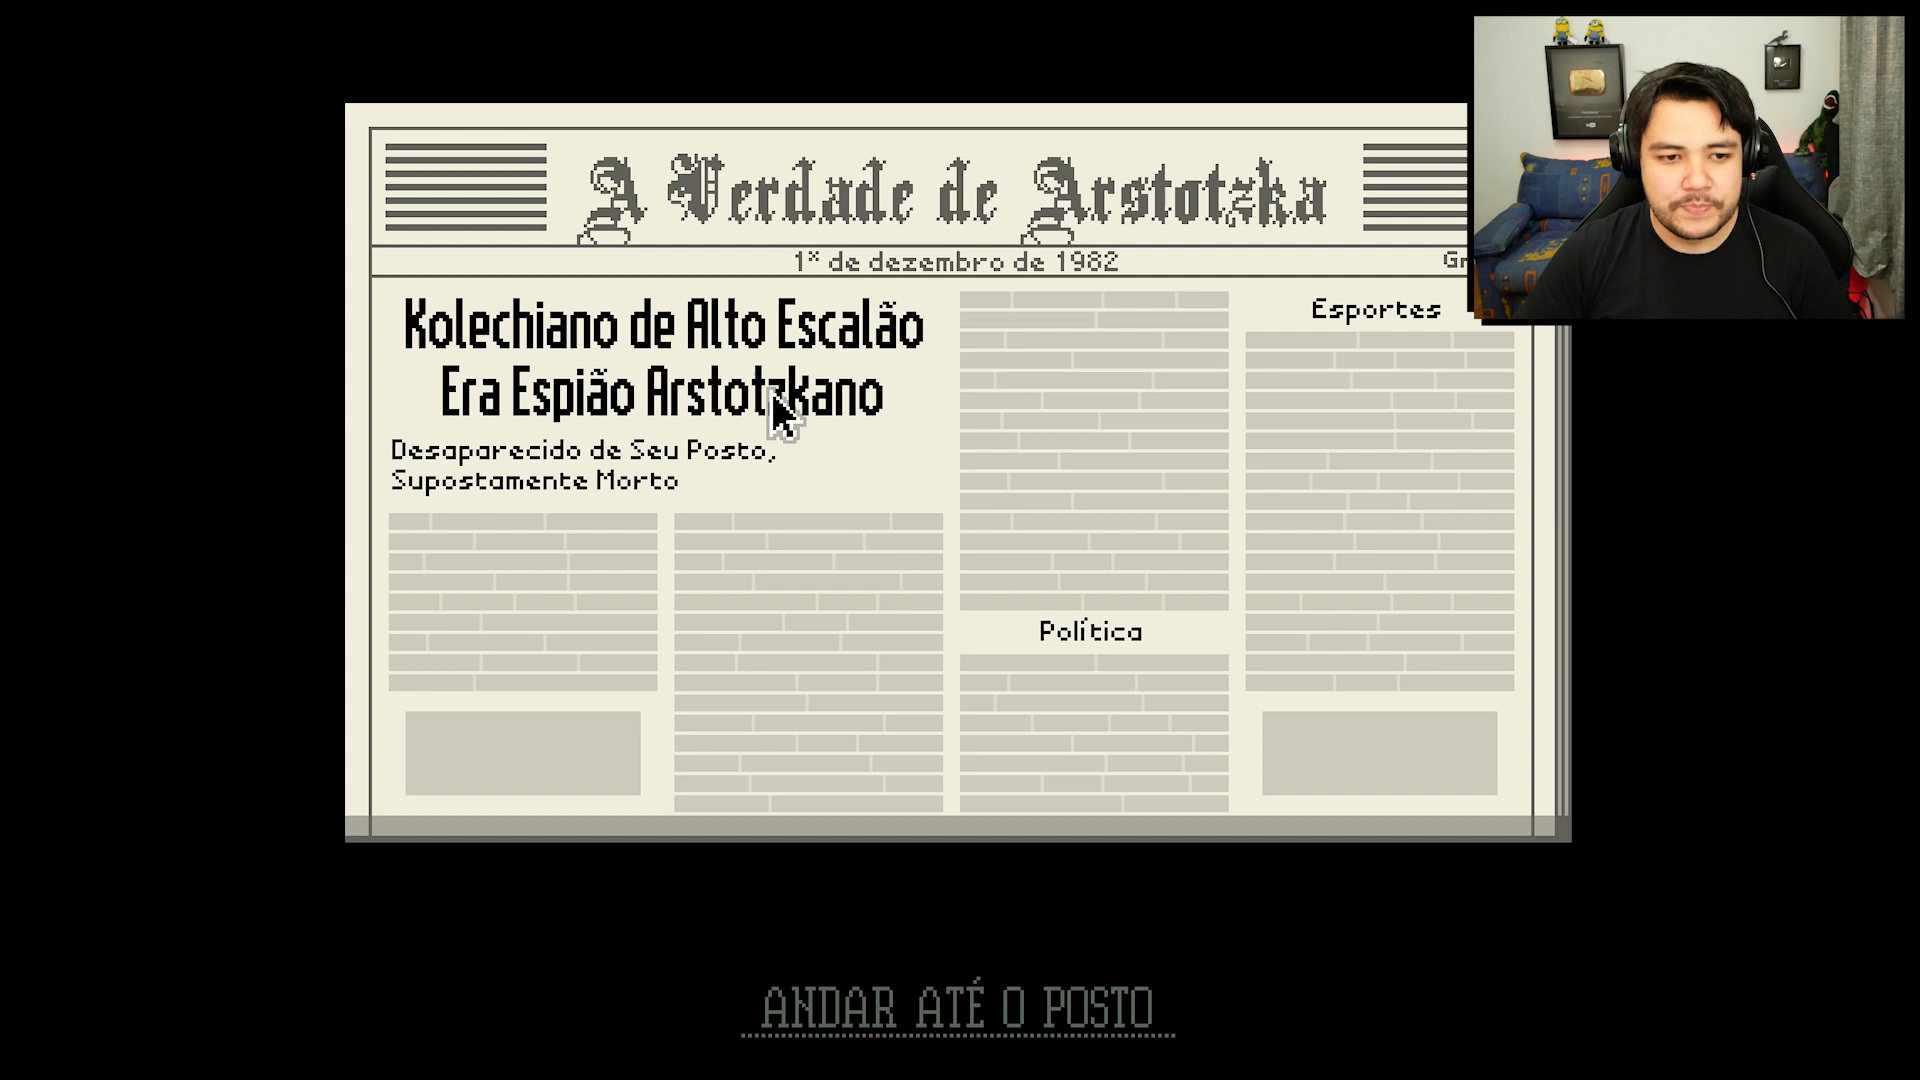 A Verdade de Arstotzka
1º de dezembro de 1982
Kolechiano de Alto Escalão
Era Espião Arstotzkano
Desaparecido de Seu Posto,
Supostamente Morto
Política
Esportes
ANDAR ATÉ O POSTO